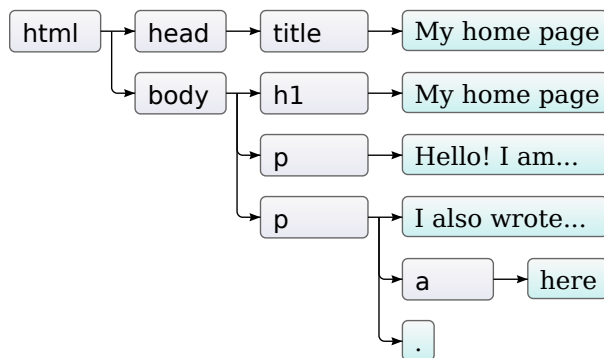 html head title My home page
body h1 My home page
p Hello! I am...
p I also wrote...
a here
.